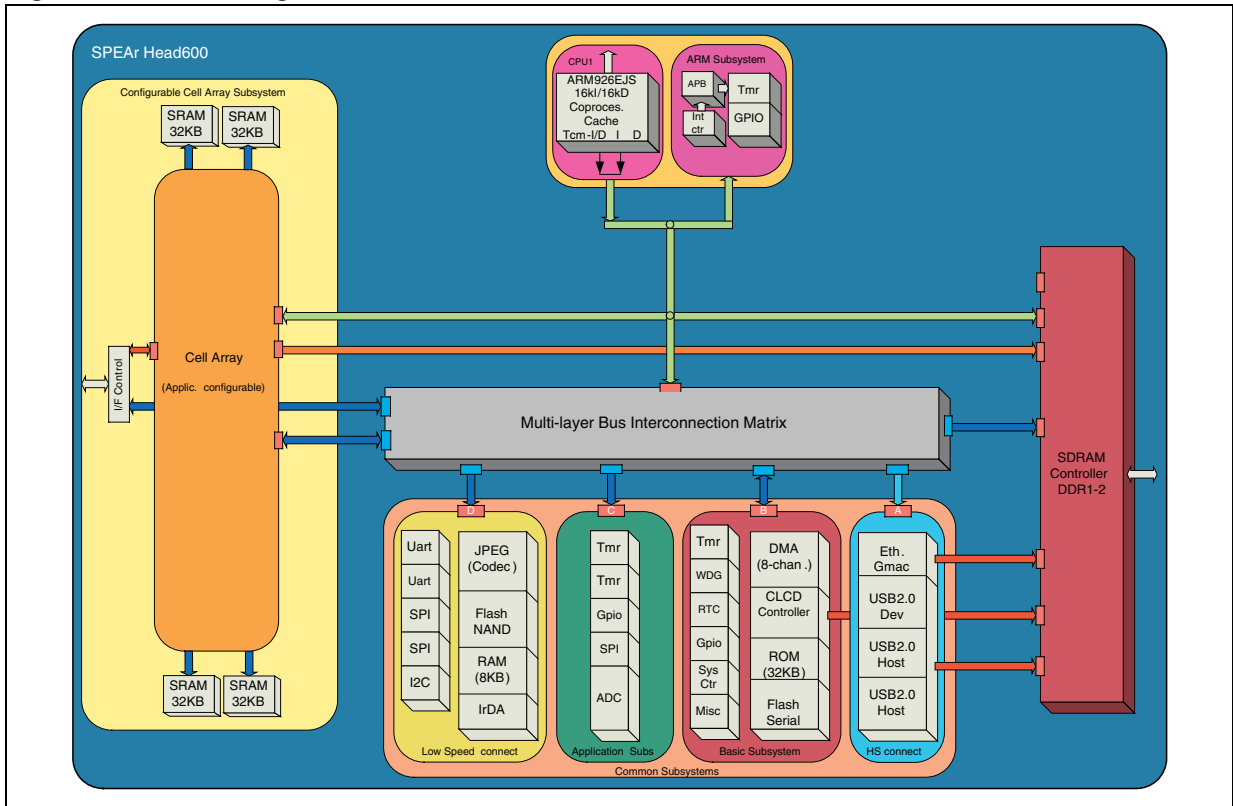 SPEAr Head600
Configurable Cell Array Subsystem
SRAM
32KB
SRAM
32KB
CPU1
ARM926EJS
16kI/16kD
Coproces.
Cache
Tcm-I/D I D
ARM Subsystem
APB
Tmr
Int
ctr
GPIO
I/F Control
Cell Array
(Applic. configurable)
Multi-layer Bus Interconnection Matrix
SDRAM
Controller
DDR1-2
SRAM
32KB
SRAM
32KB
D
Uart
Uart
SPI
SPI
I2C
JPEG
(Codec)
Flash
NAND
RAM
(8KB)
IrDA
Low Speed connect
C
Tmr
Tmr
Gpio
SPI
ADC
Application Subs
B
Tmr
WDG
RTC
Gpio
Sys
Ctr
Misc
DMA
(8-chan.)
CLCD
Controller
ROM
(32KB)
Flash
Serial
Basic Subsystem
A
Eth.
Gmac
USB2.0
Dev
USB2.0
Host
USB2.0
Host
HS connect
Common Subsystems